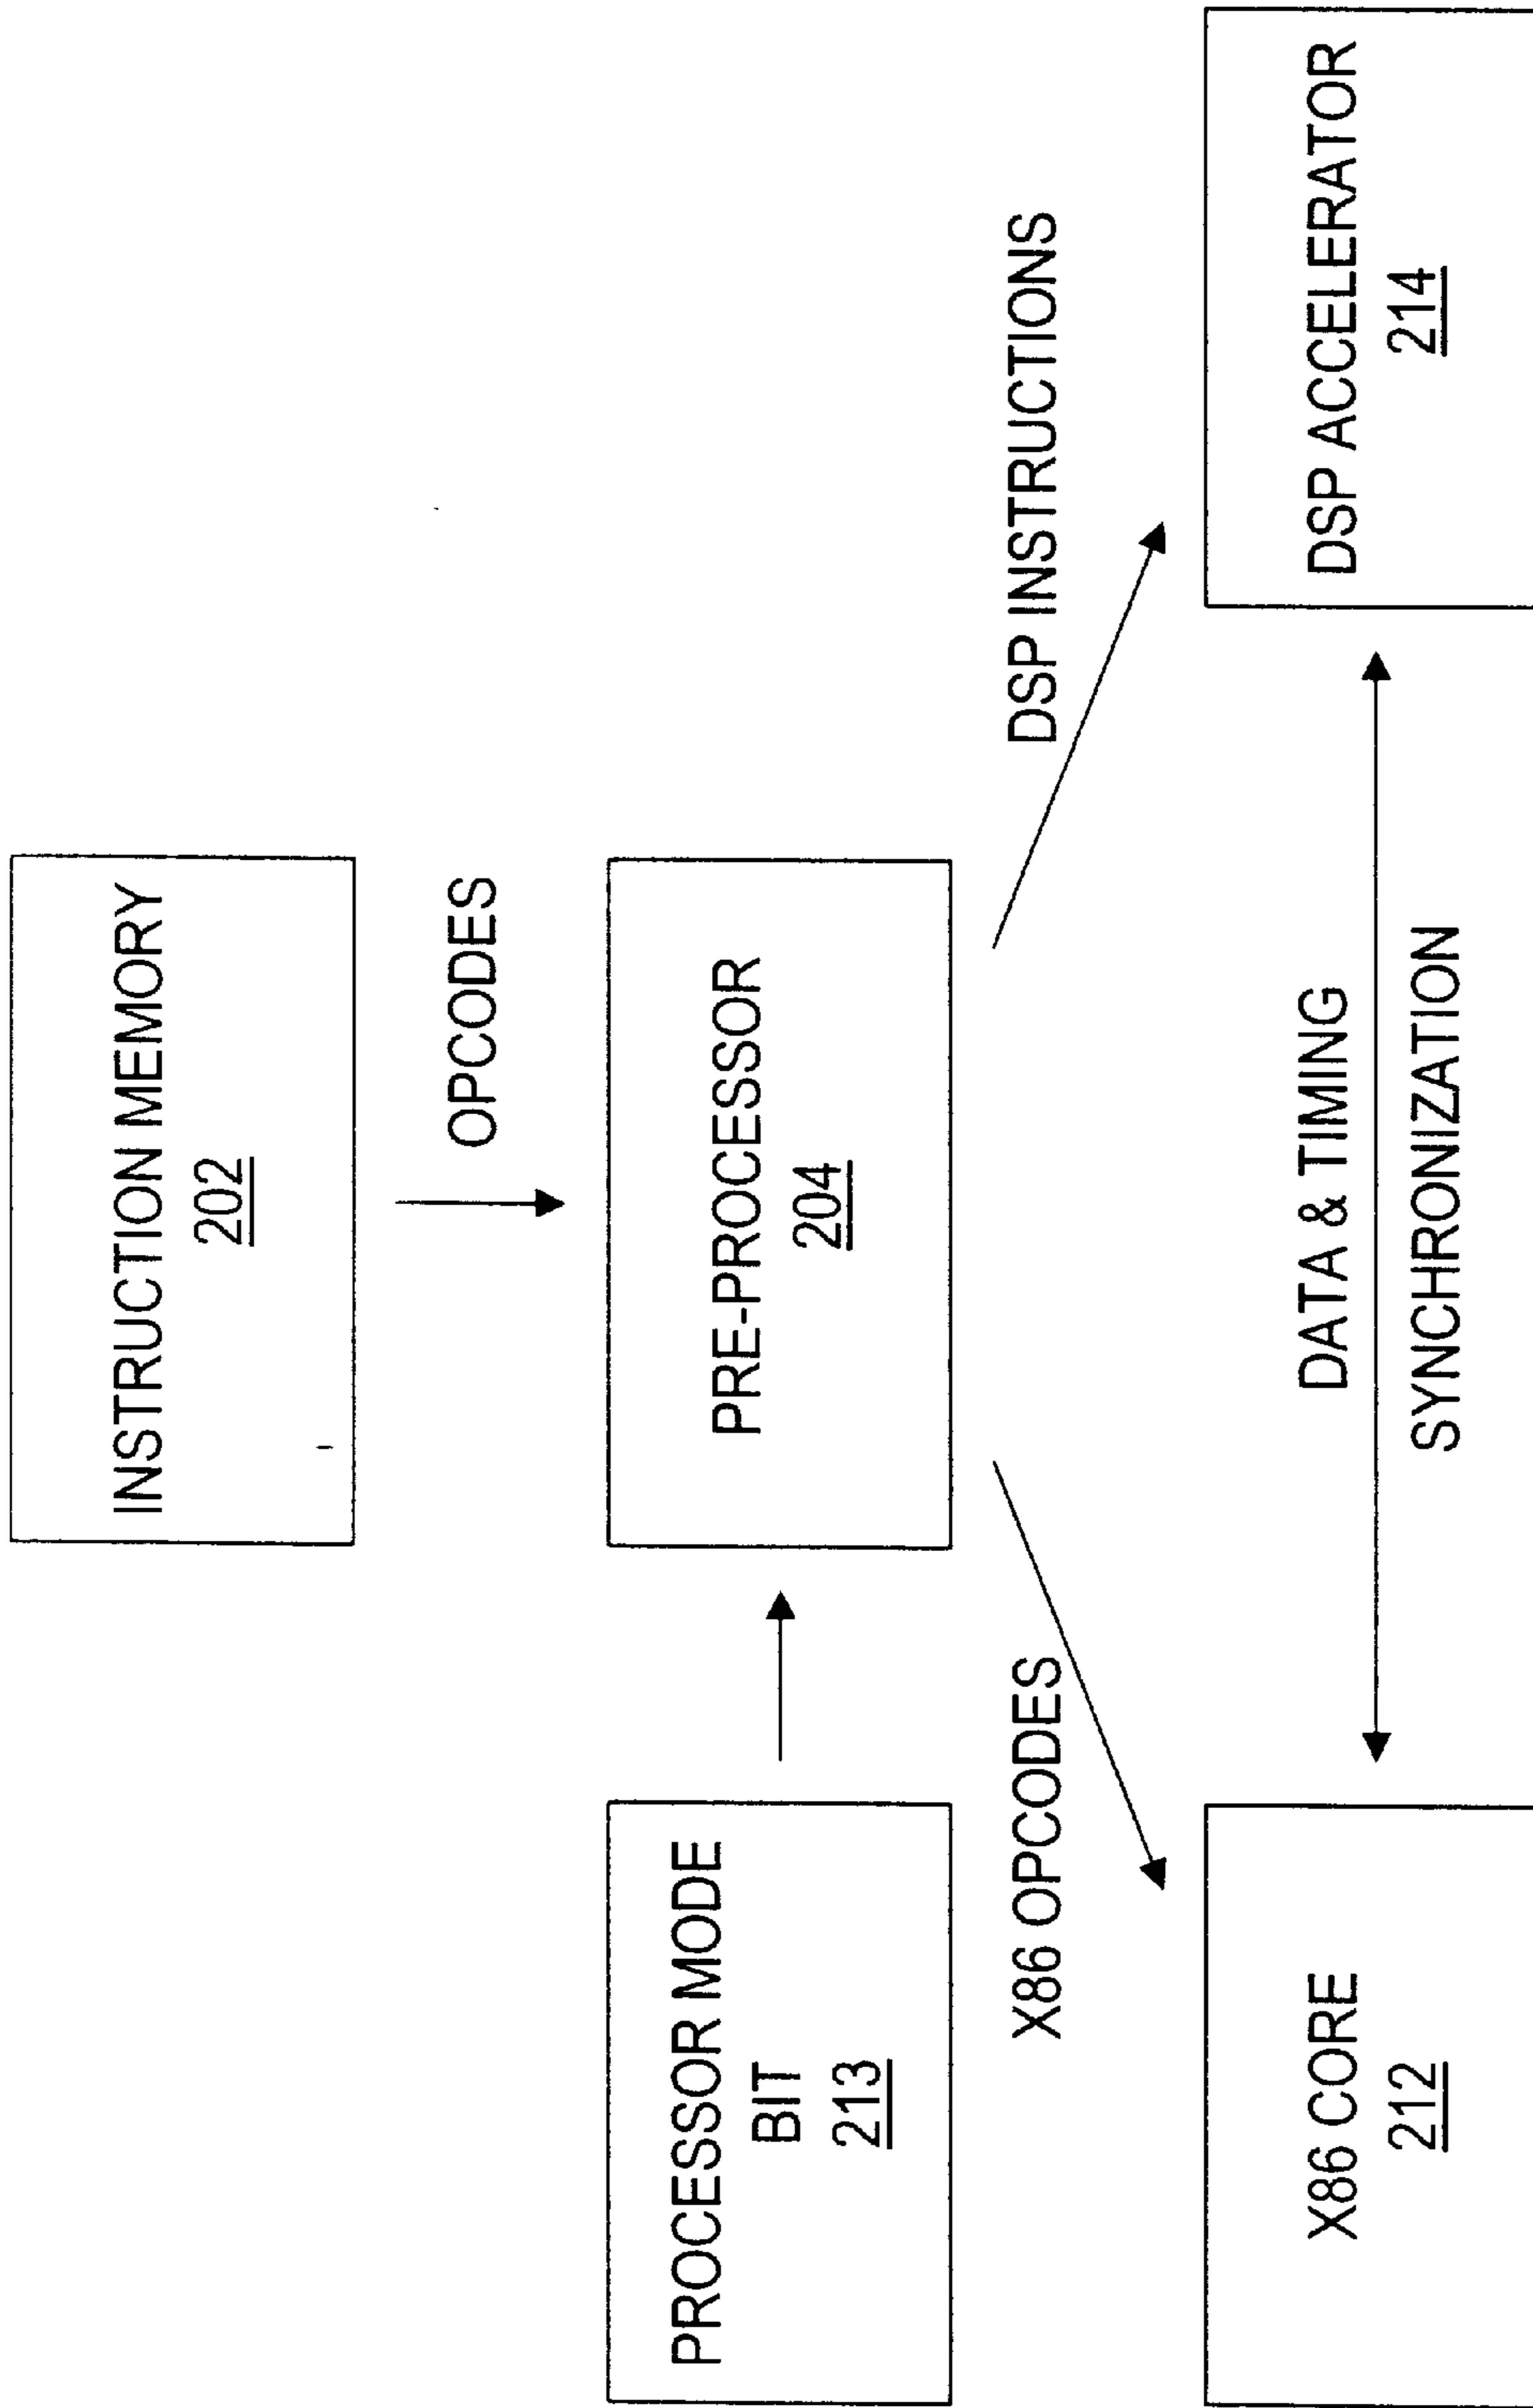 INSTRUCTION MEMORY
202
OPCODES
PROCESSOR MODE
BIT
213
PRE-PROCESSOR
204
X86 OPCODES
DSP INSTRUCTIONS
X86 CORE
212
DATA & TIMING
SYNCHRONIZATION
DSP ACCELERATOR
214